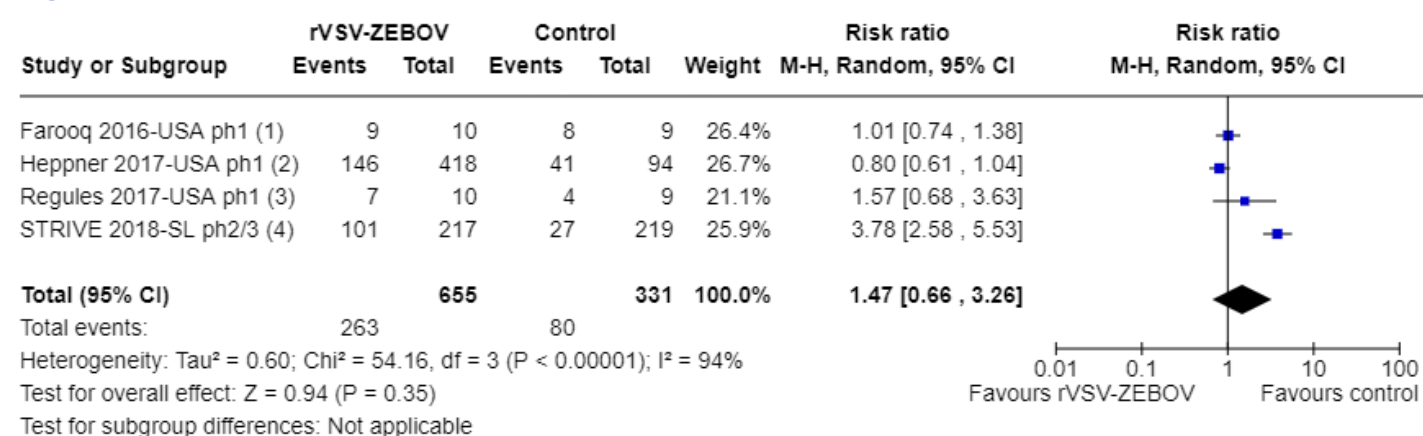 rVSV-ZEBOV Control Risk ratio Risk ratio
Study or Subgroup Events Total Events Total Weight M-H, Random, 95% CI M-H, Random, 95% CI
Farooq 2016-USA ph1 (1) 9 10 8 9 26.4% 1.01 [0.74 , 1.38]
Heppner 2017-USA ph1 (2) 146 418 41 94 26.7% 0.80 [0.61 , 1.04]
Regules 2017-USA ph1 (3) 7 10 4 9 21.1% 1.57 [0.68 , 3.63]
STRIVE 2018-SL ph2/3 (4) 101 217 27 219 25.9% 3.78 [2.58 , 5.53]
Total (95% CI) 655 331 100.0% 1.47 [0.66 , 3.26]
Total events: 263 80
Heterogeneity: Tau² = 0.60; Chi² = 54.16, df = 3 (P < 0.00001); I² = 94%
0.01 0.1 1 10 100
Test for overall effect: Z = 0.94 (P = 0.35)
Favours rVSV-ZEBOV Favours control
Test for subgroup differences: Not applicable